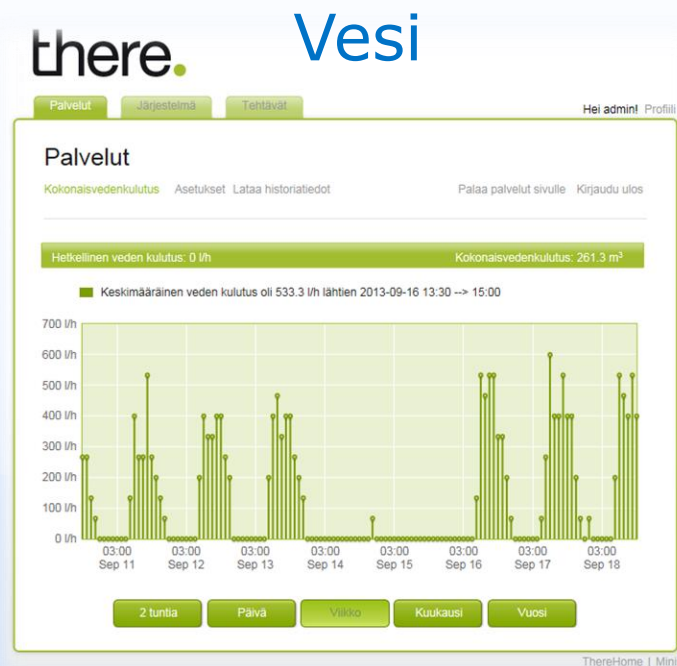 Vesi
there.
Palvelut Järjestelmä Tehtävät
Hei admin! Profiili
Palvelut
Kokonaisvedenkulutus Asetukset Lataa historiatiedot Palaa palvelut sivulle Kirjaudu ulos
Hetkellinen veden kulutus: 0 l/h Kokonaisvedenkulutus: 261.3 m³
Keskimääräinen veden kulutus oli 533.3 l/h lähtien 2013-09-16 13:30 --> 15:00
700 l/h
600 l/h
500 l/h
400 l/h
300 l/h
200 l/h
100 l/h
0 l/h
03:00 03:00 03:00 03:00 03:00 03:00 03:00 03:00
Sep 11 Sep 12 Sep 13 Sep 14 Sep 15 Sep 16 Sep 17 Sep 18
2 tuntia Päivä Viikko Kuukausi Vuosi
ThereHome | Mini